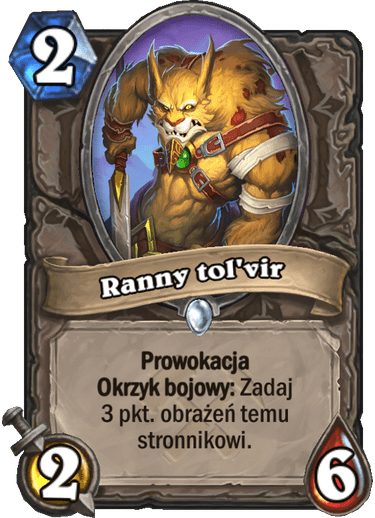 2
Ranny tol'vir
Prowokacja
Okrzyk bojowy: Zadaj
3 pkt. obrażeń temu
stronnikowi.
2
6